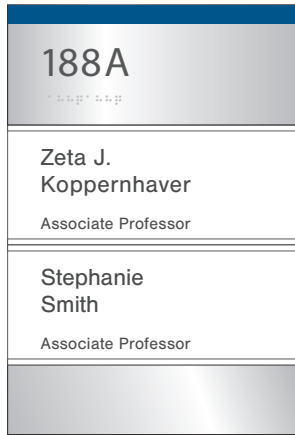 188A
Zeta J.
Koppernhaver
Associate Professor
Stephanie
Smith
Associate Professor